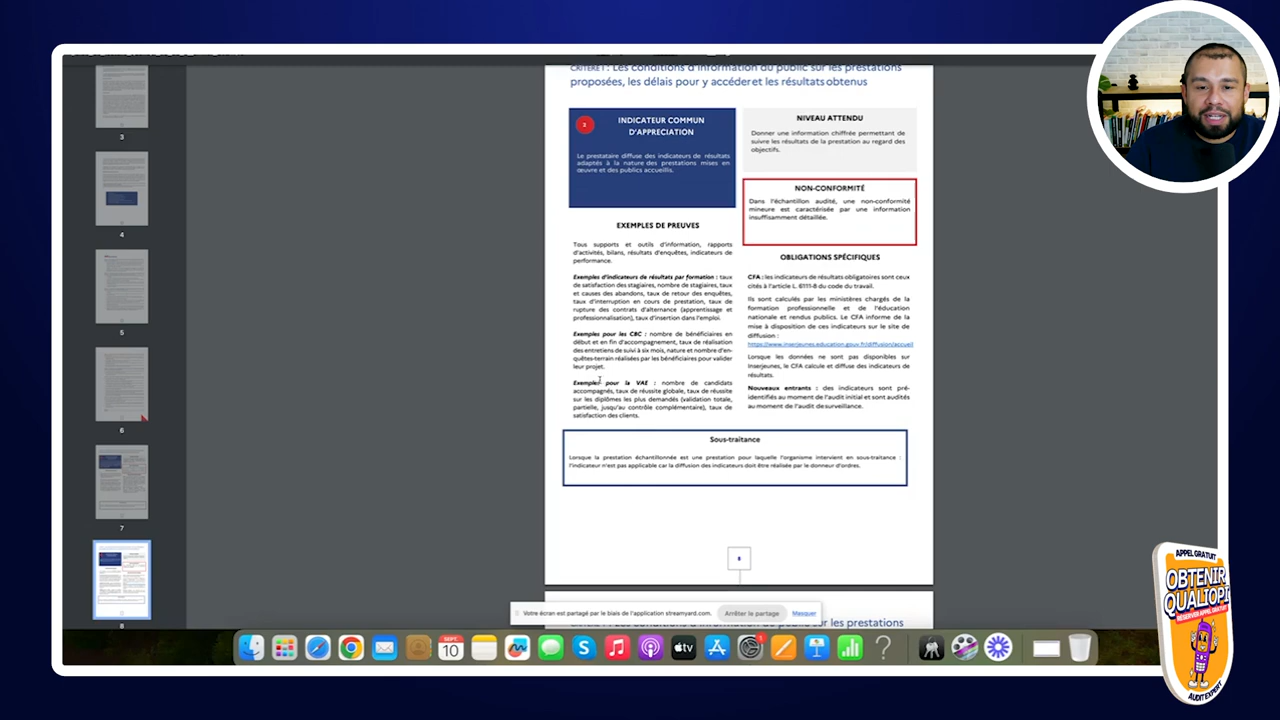 CRITÈRE 1 : Les conditions d'information du public sur les prestations
proposées, les délais pour y accéder et les résultats obtenus
2
INDICATEUR COMMUN
D'APPRECIATION
Le prestataire diffuse des indicateurs de résultats
adaptés à la nature des prestations mises en
œuvre et des publics accueillis.
NIVEAU ATTENDU
Donner une information chiffrée permettant de
suivre les résultats de la prestation au regard des
objectifs.
NON-CONFORMITÉ
Dans l'échantillon audité, une non-conformité
mineure est caractérisée par une information
insuffisamment détaillée.
EXEMPLES DE PREUVES
Tous supports et outils d'information, rapports
d'activités, bilans, résultats d'enquêtes, indicateurs de
performance.
Exemples d'indicateurs de résultats par formation : taux
de satisfaction des stagiaires, nombre de stagiaires, taux
et causes des abandons, taux de retour des enquêtes,
taux d'interruption en cours de prestation, taux de
rupture des contrats d'alternance (apprentissage et
professionnalisation), taux d'insertion dans l'emploi.
Exemples pour les CBC : nombre de bénéficiaires en
début et en fin d'accompagnement, taux de réalisation
des entretiens de suivi à six mois, nature et nombre d'en-
quêtes-terrain réalisées par les bénéficiaires pour valider
leur projet.
Exemples pour la VAE : nombre de candidats
accompagnés, taux de réussite globale, taux de réussite
sur les diplômes les plus demandés (validation totale,
partielle, jusqu'au contrôle complémentaire), taux de
satisfaction des clients.
OBLIGATIONS SPÉCIFIQUES
CFA : les indicateurs de résultats obligatoires sont ceux
cités à l'article L. 6111-8 du code du travail.
Ils sont calculés par les ministères chargés de la
formation professionnelle et de l'éducation
nationale et rendus publics. Le CFA informe de la
mise à disposition de ces indicateurs sur le site de
diffusion :
https://www.inserjeunes.education.gouv.fr/diffusion/accueil
Lorsque les données ne sont pas disponibles sur
Inserjeunes, le CFA calcule et diffuse des indicateurs de
résultats.
Nouveaux entrants : des indicateurs sont pré-
identifiés au moment de l'audit initial et sont audités
au moment de l'audit de surveillance.
Sous-traitance
Lorsque la prestation échantillonnée est une prestation pour laquelle l'organisme intervient en sous-traitance :
l'indicateur n'est pas applicable car la diffusion des indicateurs doit être réalisée par le donneur d'ordres.
8
Votre écran est partagé par le biais de l'application streamyard.com.
Arrêter le partage
Masquer
3
4
5
6
7
8
SEPT.
10
tv
APPEL GRATUIT
OBTENIR
QUALIOPI
RÉSERVER APPEL GRATUIT
AUDIT EXPERT